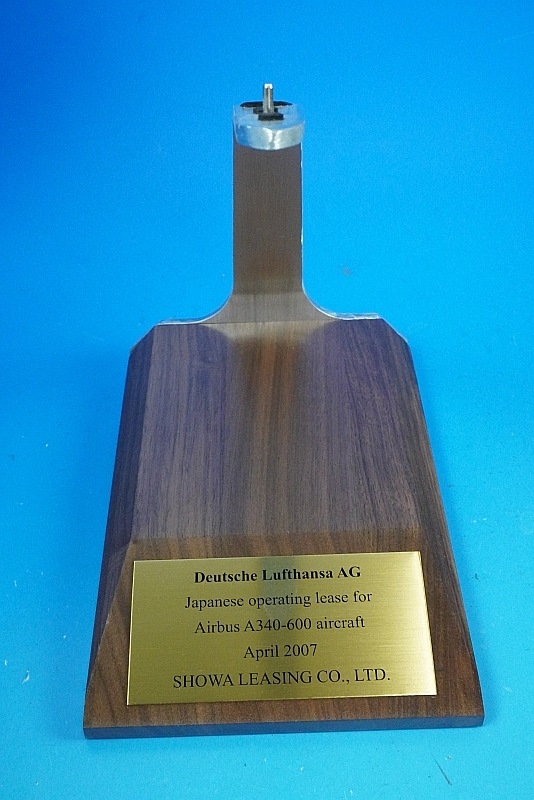 Deutsche Lufthansa AG
Japanese operating lease for
Airbus A340-600 aircraft
April 2007
SHOWA LEASING CO., LTD.